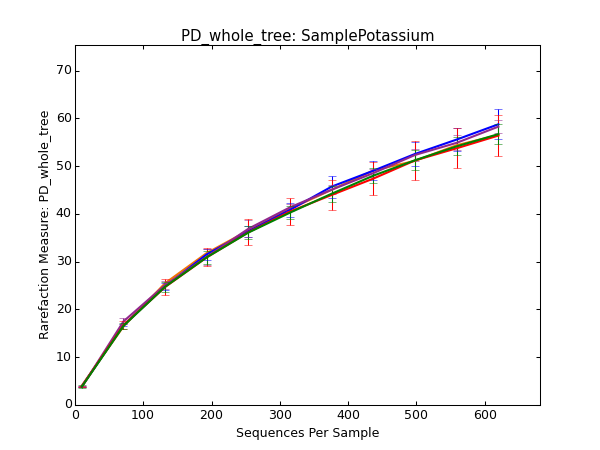 PD_whole_tree: SamplePotassium
Rarefaction Measure: PD_whole_tree
70
60
50
40
30
20
10
0
0 100 200 300 400 500 600
Sequences Per Sample